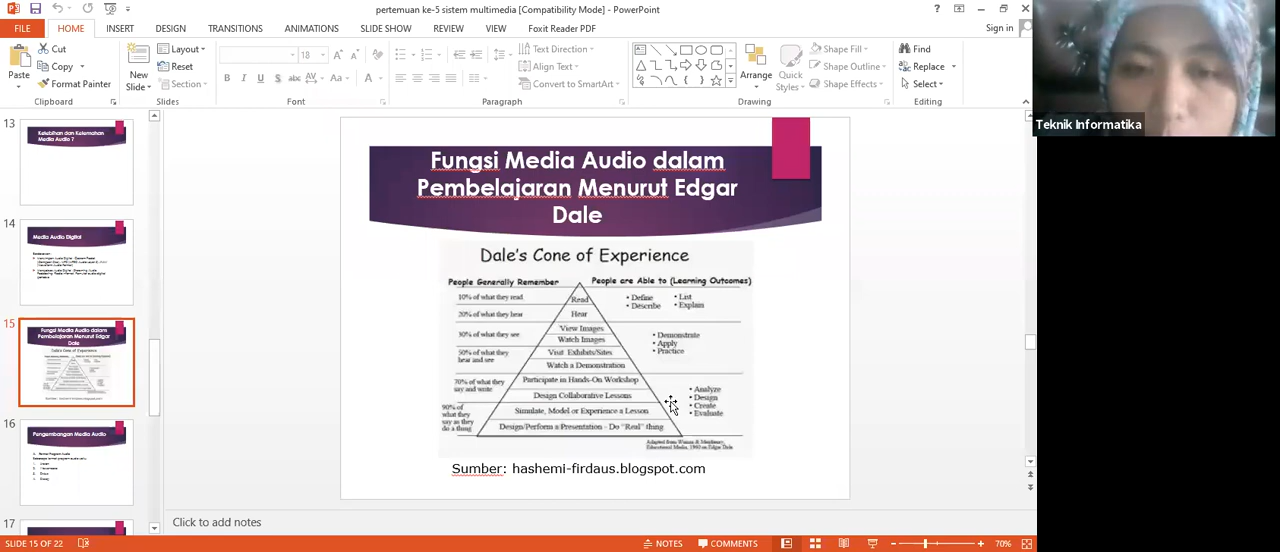 pertemuan ke-5 sistem multimedia [Compatibility Mode] - PowerPoint
FILE HOME INSERT DESIGN TRANSITIONS ANIMATIONS SLIDE SHOW REVIEW VIEW Foxit Reader PDF Sign in
Paste
Cut
Copy
Format Painter
Clipboard
New Slide
Layout
Reset
Section
Slides
18
Font
Text Direction
Align Text
Convert to SmartArt
Paragraph
Arrange
Quick Styles
Shape Fill
Shape Outline
Shape Effects
Drawing
Find
Replace
Select
Editing
Teknik Informatika
13
Kelebihan dan Kelemahan
Media Audio ?
14
Media Audio Digital
15
Fungsi Media Audio dalam
Pembelajaran Menurut Edgar
Dale
16
Pengembangan Media Audio
17
Fungsi Media Audio dalam
Pembelajaran Menurut Edgar
Dale
Dale's Cone of Experience
People Generally Remember
People are Able to (Learning Outcomes)
10% of what they read
Read
• Define • List
• Describe • Explain
20% of what they hear
Hear
30% of what they see
View Images
Watch Images
• Demonstrate
• Apply
• Practice
50% of what they
hear and see
Visit Exhibits/Sites
Watch a Demonstration
70% of what they
say and write
Participate in Hands-On Workshop
Design Collaborative Lessons
• Analyze
• Design
• Create
• Evaluate
90% of
what they
say as they
do a thing
Simulate, Model or Experience a Lesson
Design/Perform a Presentation - Do "Real" thing
Sumber: hashemi-firdaus.blogspot.com
Click to add notes
SLIDE 15 OF 22
NOTES
COMMENTS
70%